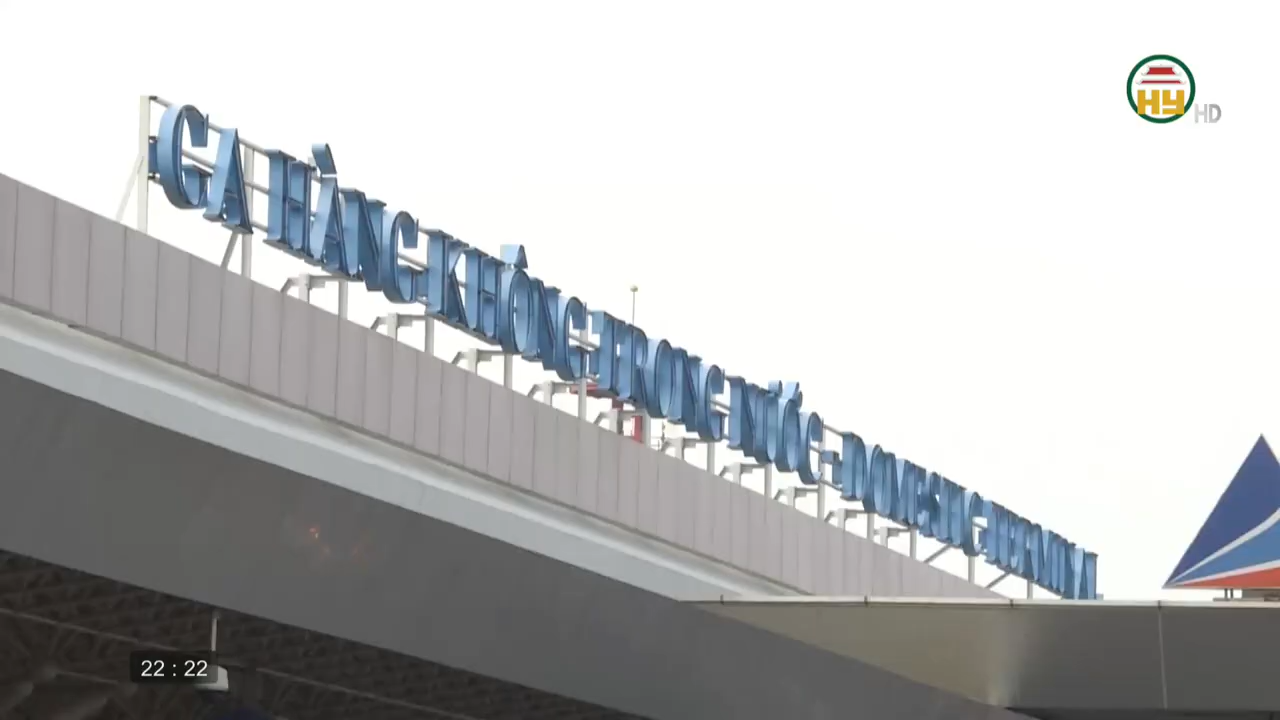 HY HD
GA HÀNG KHÔNG TRONG NƯỚC - DOMESTIC TERMINAL
22 : 22